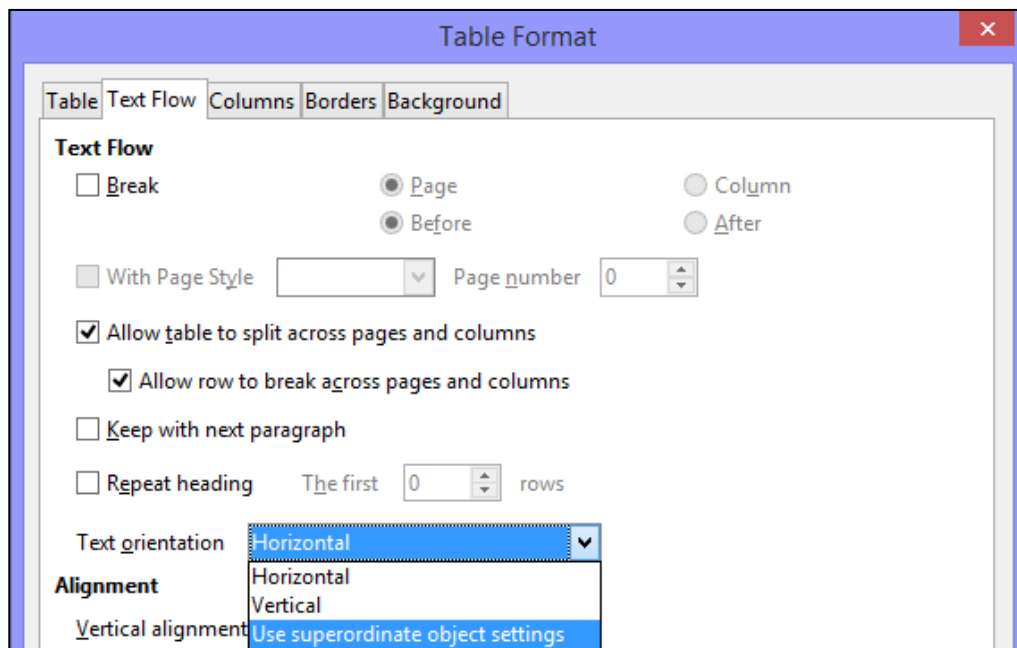 Table Format
Table Text Flow Columns Borders Background
Text Flow
Break Page Column
Before After
With Page Style Page number 0
Allow table to split across pages and columns
Allow row to break across pages and columns
Keep with next paragraph
Repeat heading The first 0 rows
Text orientation Horizontal
Horizontal
Alignment
Vertical
Vertical alignment Use superordinate object settings